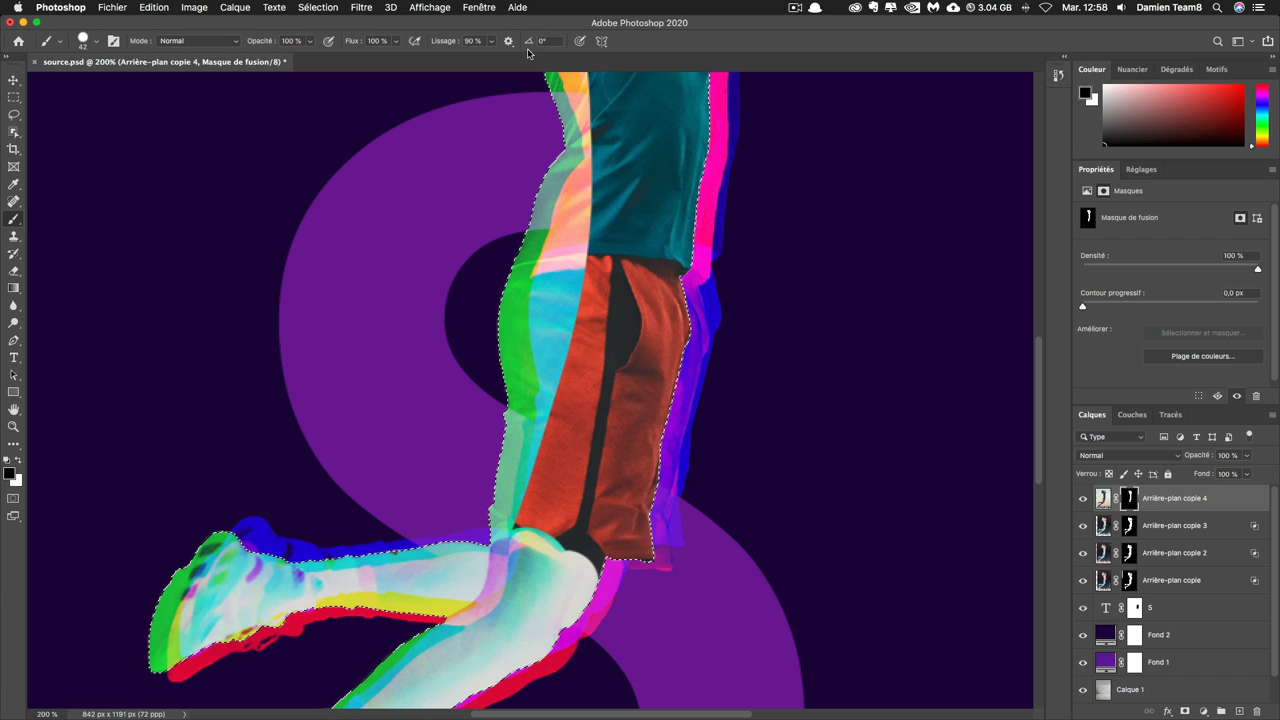 Photoshop Fichier Edition Image Calque Texte Sélection Filtre 3D Affichage Fenêtre Aide 3.04 GB Mar. 12:58 Damien Team8
Adobe Photoshop 2020
42 Mode : Normal Opacité : 100 % Flux : 100 % Lissage : 90 % 0°
source.psd @ 200% (Arrière-plan copie 4, Masque de fusion/8) *
Couleur Nuancier Dégradés Motifs
Propriétés Réglages
Masques
Masque de fusion
Densité : 100 %
Contour progressif : 0,0 px
Améliorer : Sélectionner et masquer...
Plage de couleurs...
Calques Couches Tracés
Type
Normal Opacité : 100 %
Verrou : Fond : 100 %
Arrière-plan copie 4
Arrière-plan copie 3
Arrière-plan copie 2
Arrière-plan copie
S
Fond 2
Fond 1
Calque 1
200 % 842 px x 1191 px (72 ppp)